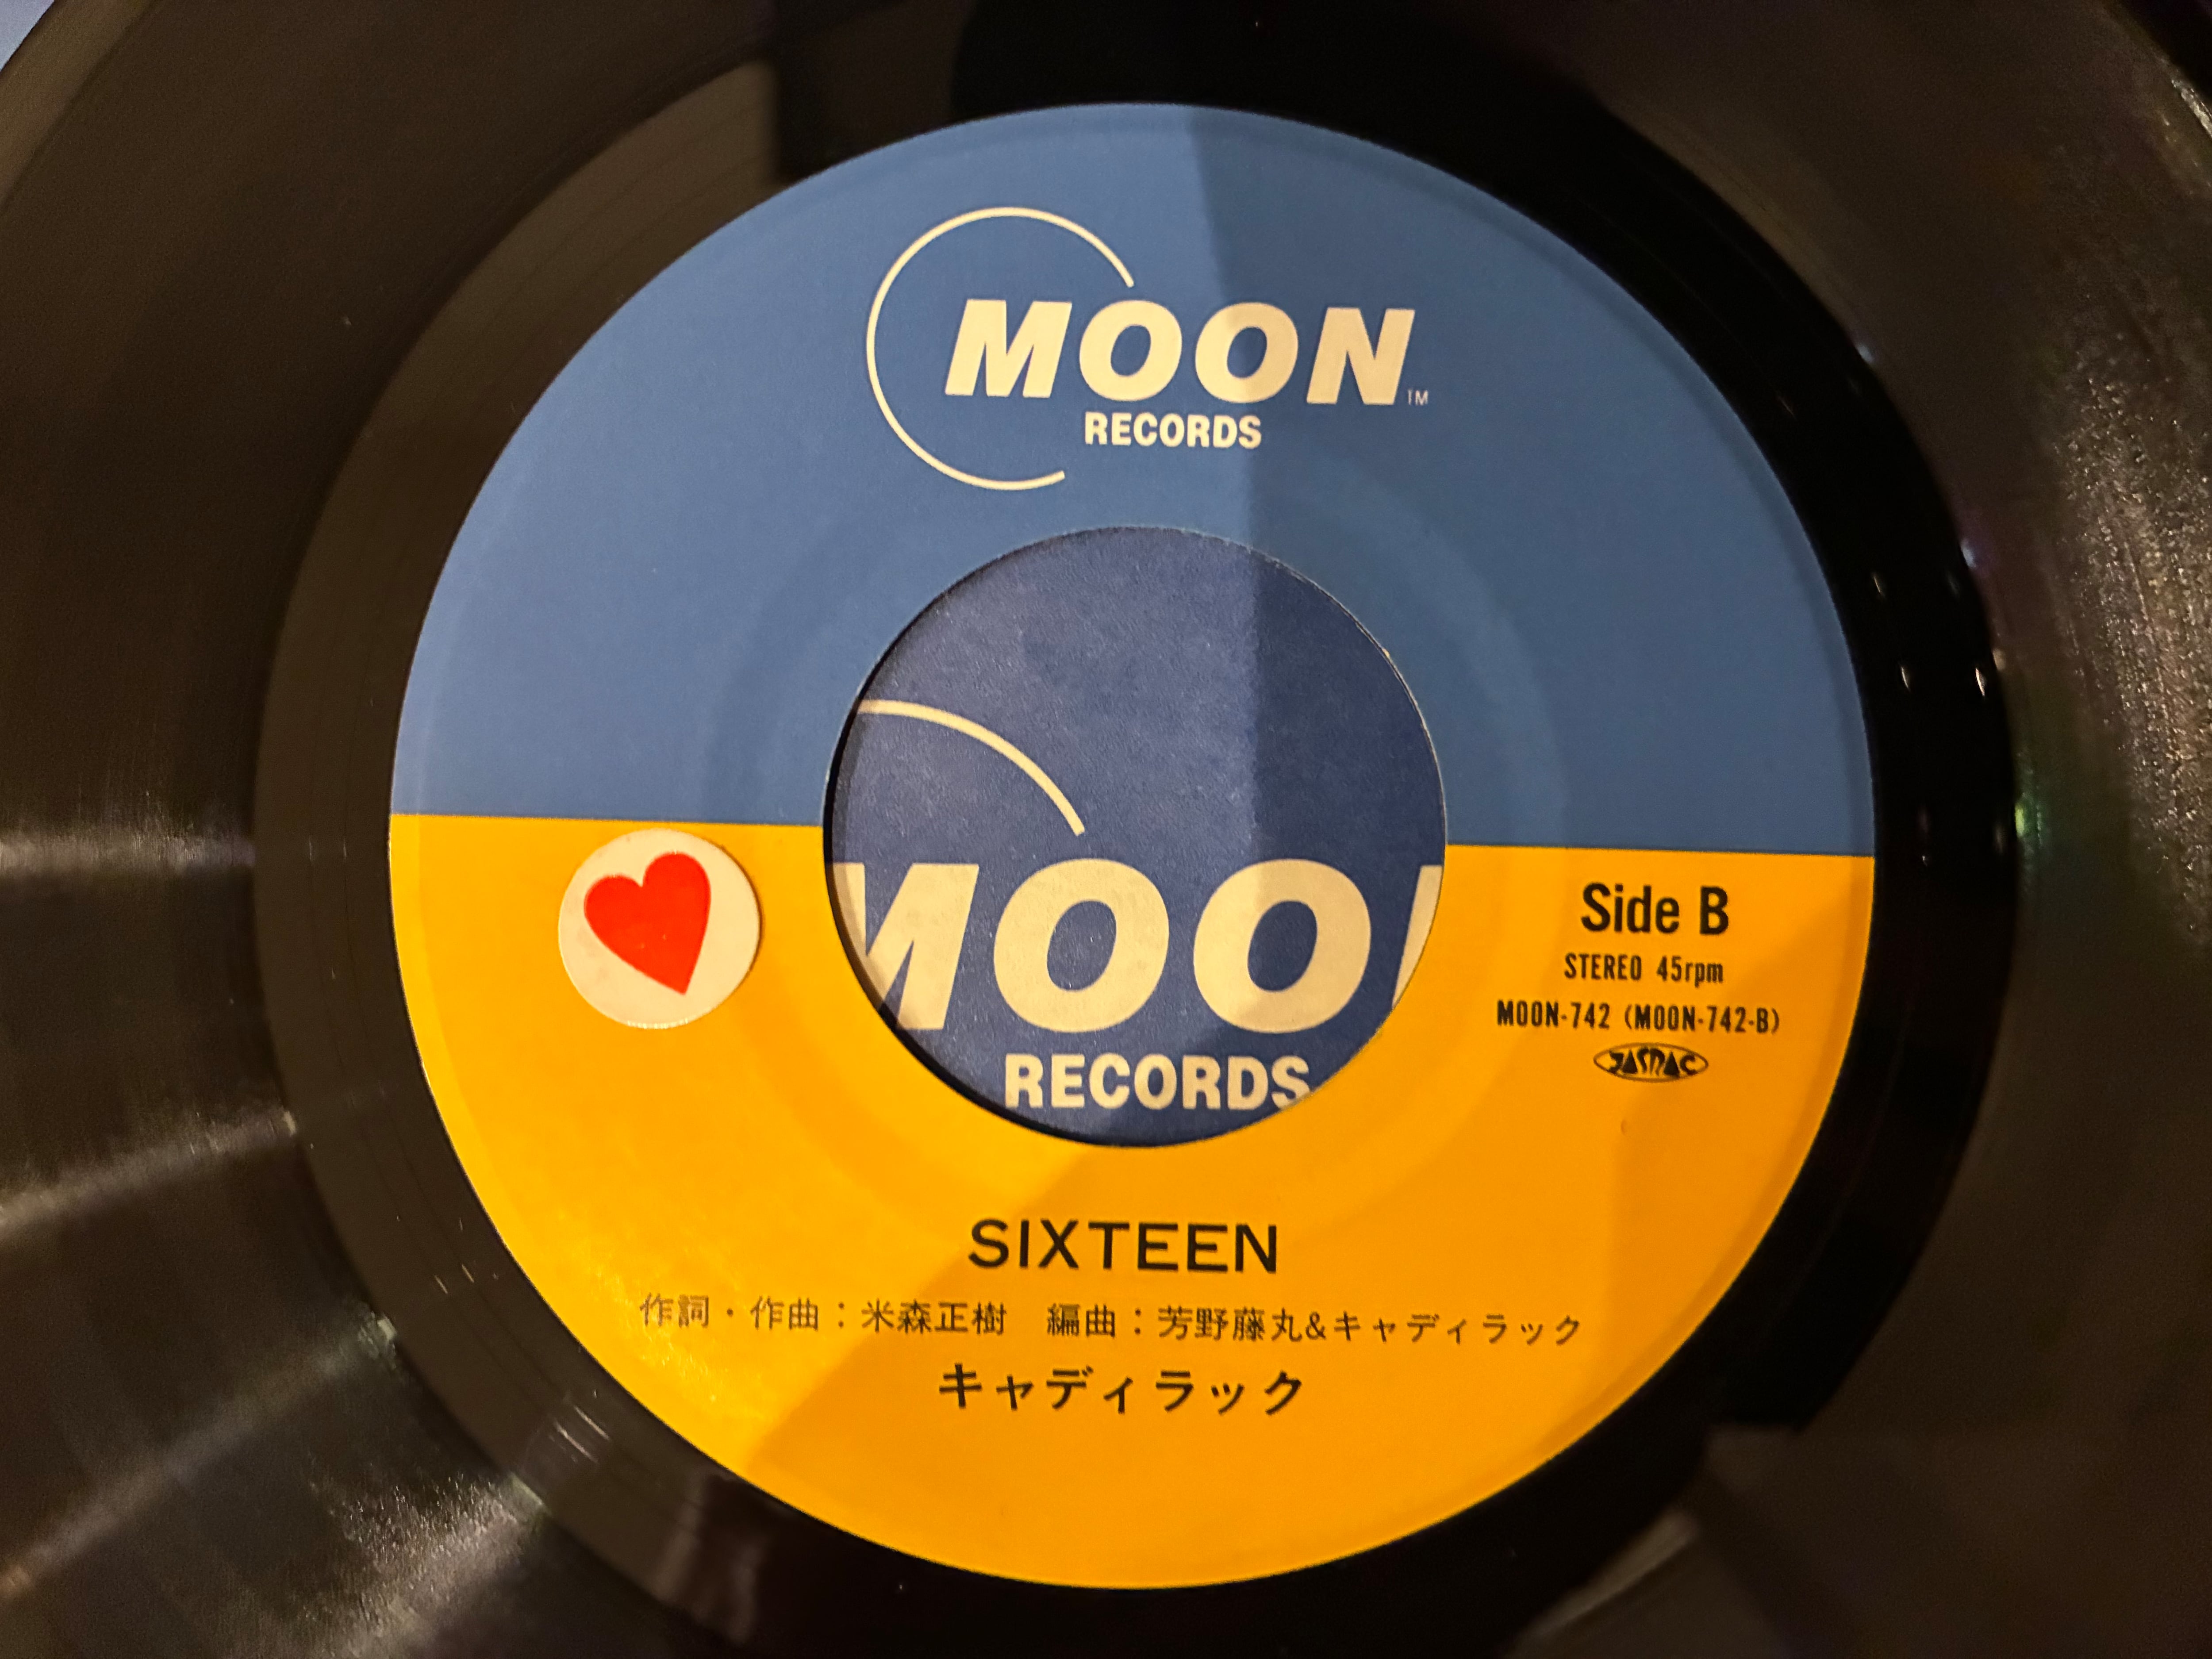 MOON™
RECORDS
MOON
RECORDS
Side B
STEREO 45rpm
MOON-742 (MOON-742-B)
JASRAC
SIXTEEN
作詞・作曲：米森正樹　編曲：芳野藤丸&キャディラック
キャディラック